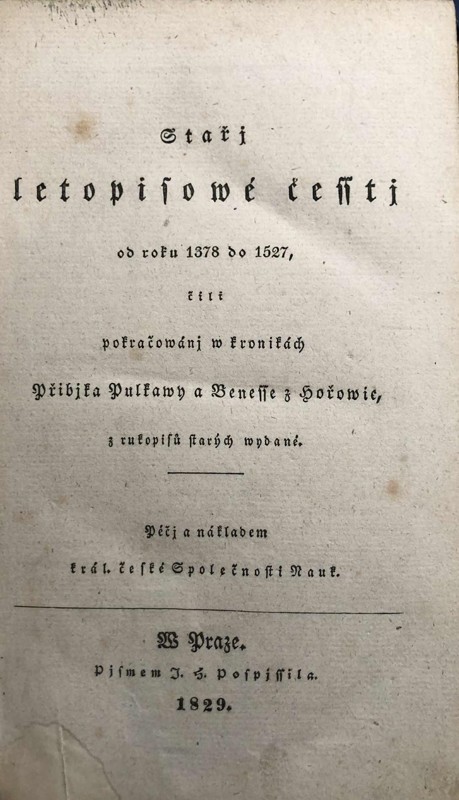 Stařj
letopisowé čessti
od roku 1378 do 1527,
čili
pokračowánj w kronikách
Přibjka Pulkawy a Benesse z Hořowic,
z rukopisů starých wydané.
Péčj a nákladem
král. české Společnosti Nauk.
W Praze.
Pjsmem J. H. Pospjssila.
1829.